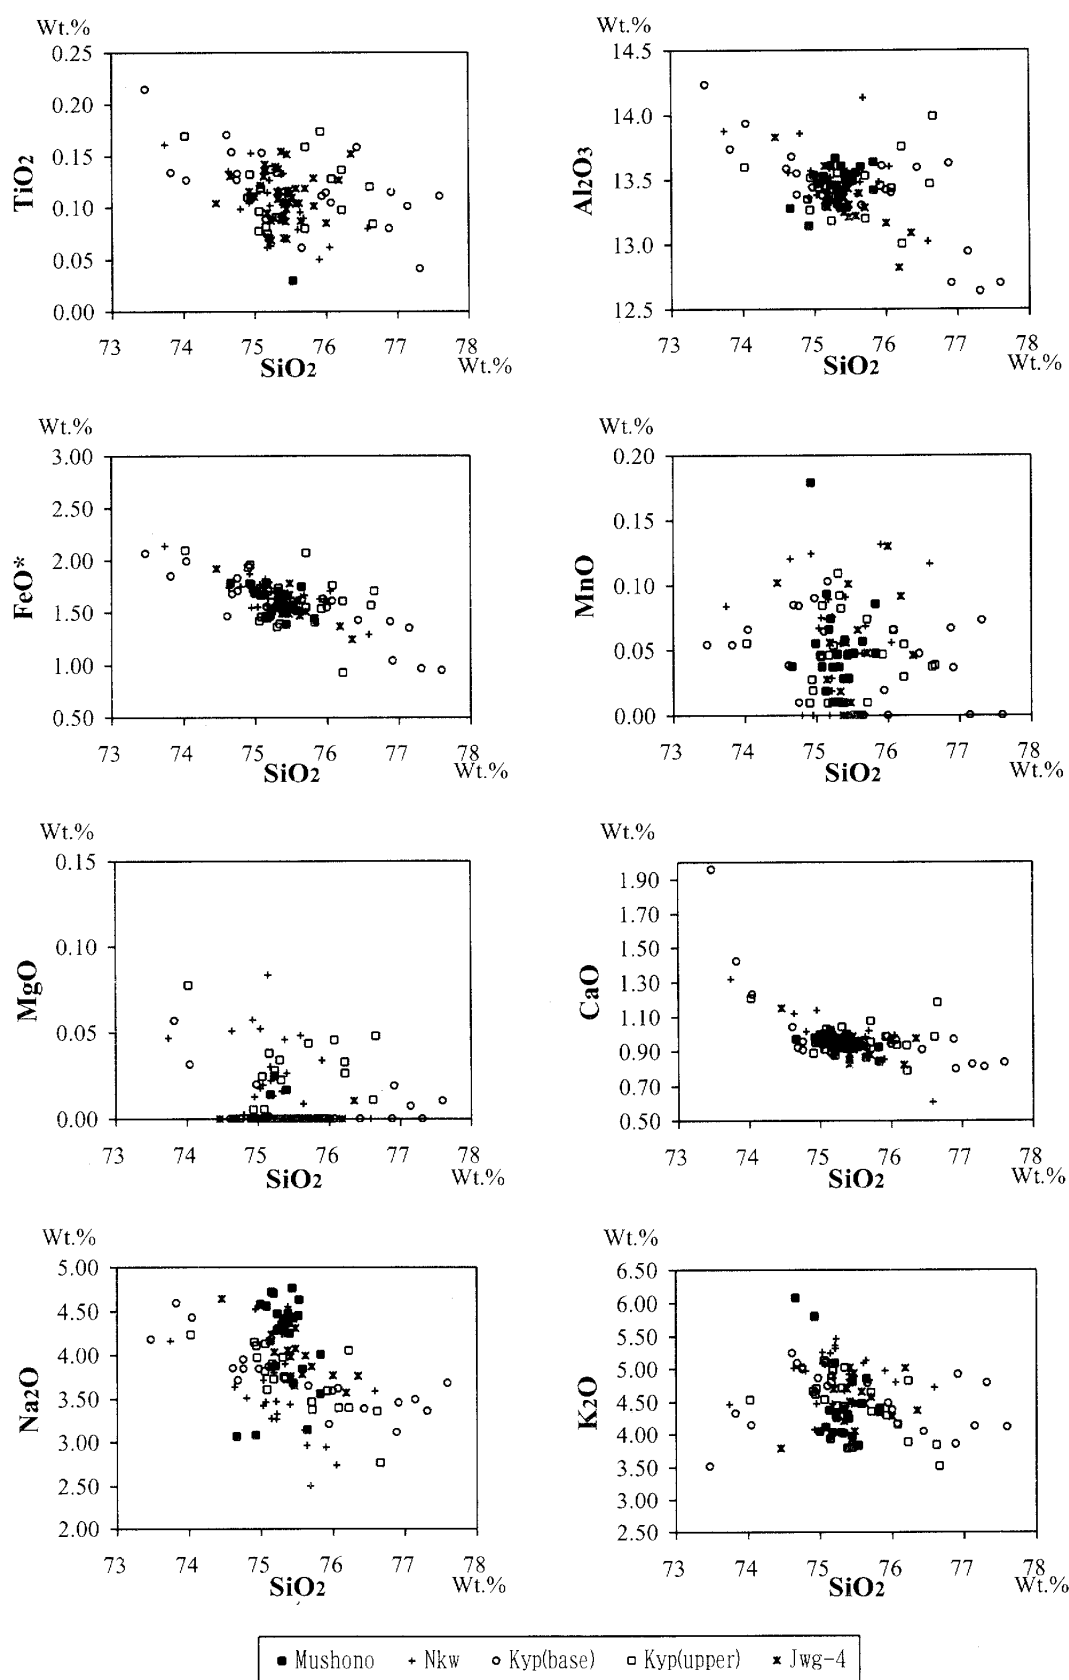 Wt.%
0.25
0.20
0.15
0.10
0.05
0.00
TiO2
73 74 75 76 77 78
SiO2 Wt.%
Wt.%
14.5
14.0
13.5
13.0
12.5
Al2O3
73 74 75 76 77 78
SiO2 Wt.%
Wt.%
3.00
2.50
2.00
1.50
1.00
0.50
FeO*
73 74 75 76 77 78
SiO2 Wt.%
Wt.%
0.20
0.15
0.10
0.05
0.00
MnO
73 74 75 76 77 78
SiO2 Wt.%
Wt.%
0.15
0.10
0.05
0.00
MgO
73 74 75 76 77 78
SiO2 Wt.%
Wt.%
1.90
1.70
1.50
1.30
1.10
0.90
0.70
0.50
CaO
73 74 75 76 77 78
SiO2 Wt.%
Wt.%
5.00
4.50
4.00
3.50
3.00
2.50
2.00
Na2O
73 74 75 76 77 78
SiO2 Wt.%
Wt.%
6.50
6.00
5.50
5.00
4.50
4.00
3.50
3.00
2.50
K2O
73 74 75 76 77 78
SiO2 Wt.%
Mushono Nkw Kyp(base) Kyp(upper) Jwg-4